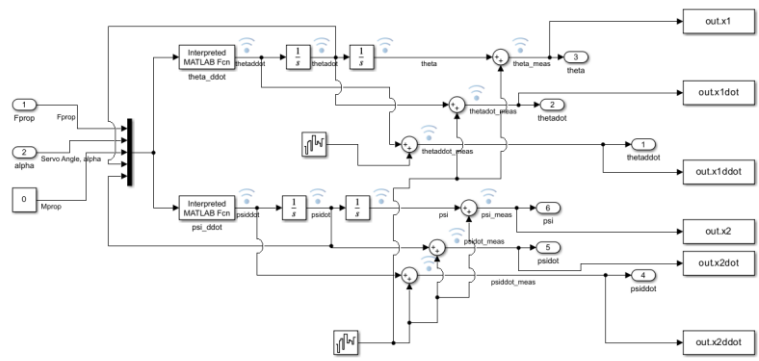 Interpreted
MATLAB Fcn
theta_ddot
thetaddot
1
s
thetadot
1
s
theta
theta_meas
3
theta
out.x1
thetadot_meas
2
thetadot
out.x1dot
1
Fprop
Fprop
2
alpha
Servo Angle, alpha
0
Mprop
thetaddot_meas
1
thetaddot
out.x1ddot
Interpreted
MATLAB Fcn
psi_ddot
psiddot
1
s
psidot
1
s
psi
psi_meas
6
psi
out.x2
psidot_meas
5
psidot
out.x2dot
psiddot_meas
4
psiddot
out.x2ddot